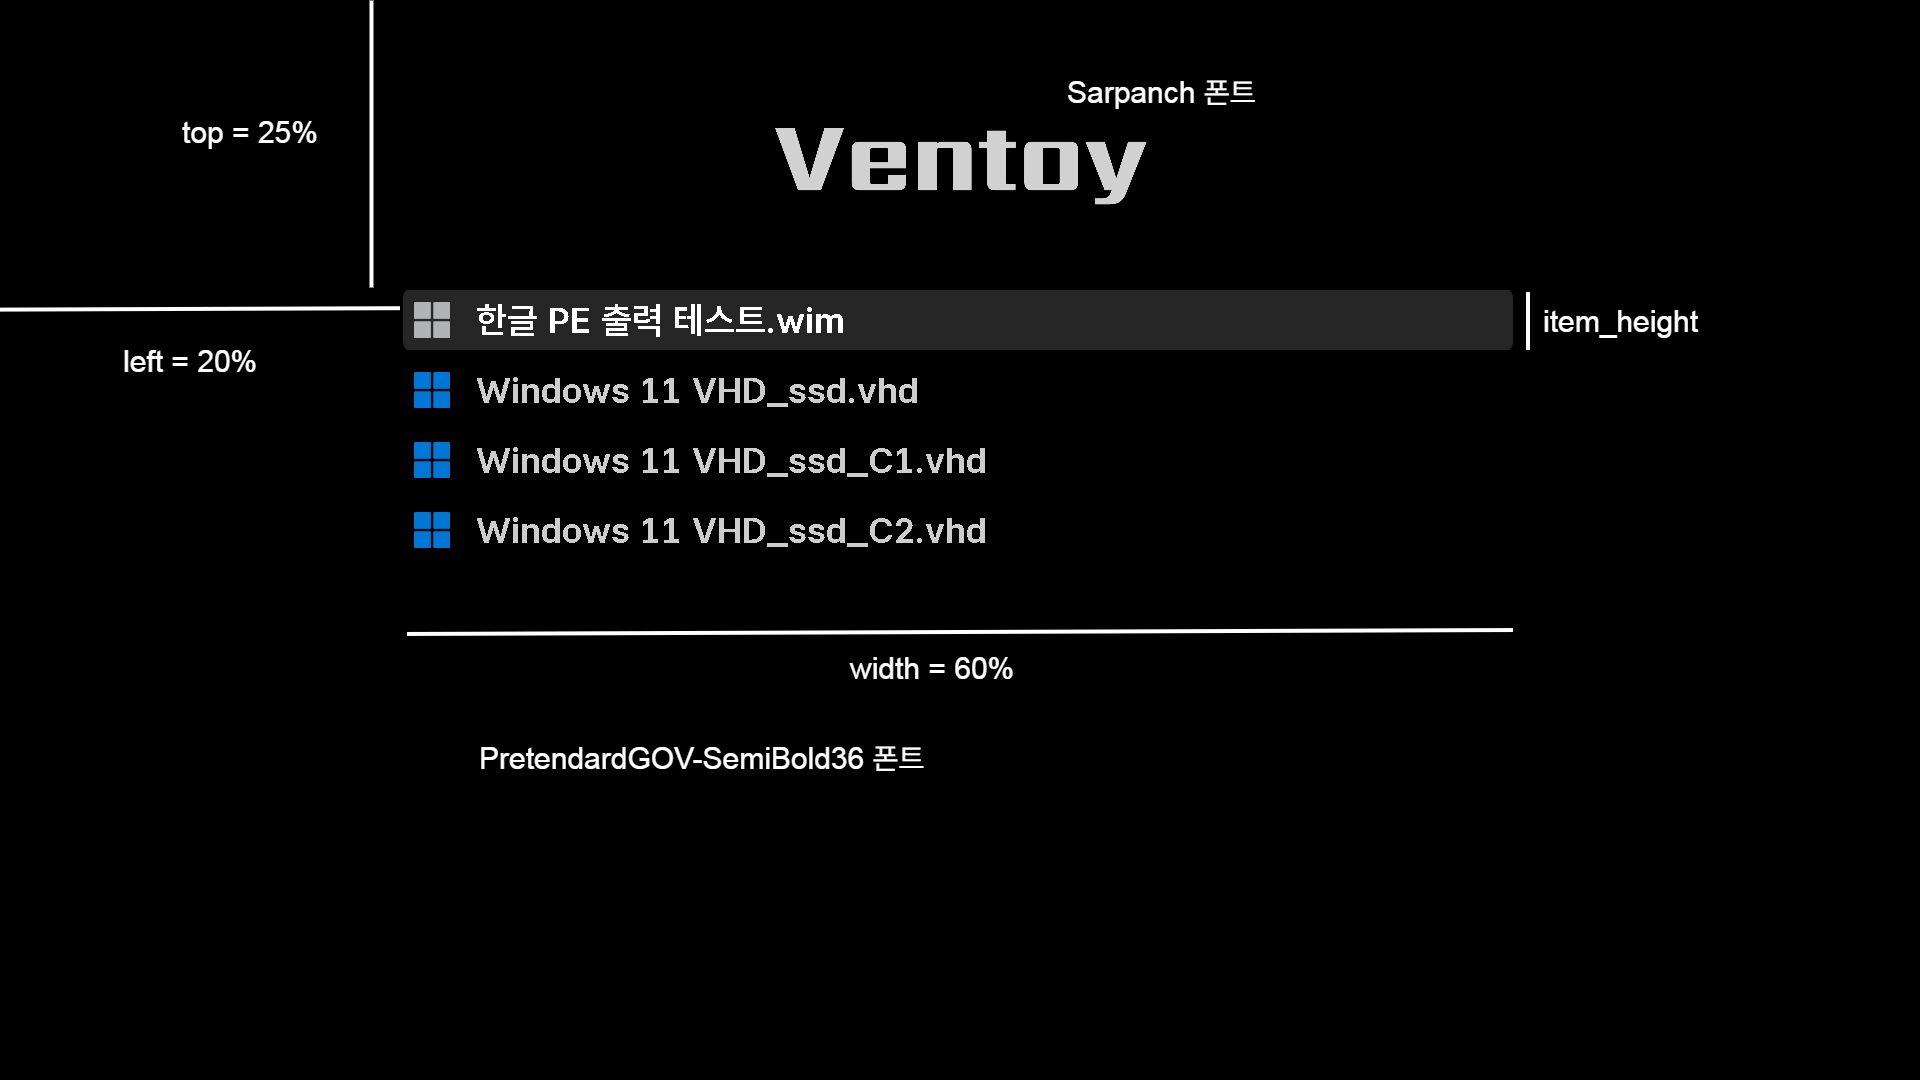 Sarpanch 폰트
top = 25%
Ventoy
한글 PE 출력 테스트.wim
item_height
left = 20%
Windows 11 VHD_ssd.vhd
Windows 11 VHD_ssd_C1.vhd
Windows 11 VHD_ssd_C2.vhd
width = 60%
PretendardGOV-SemiBold36 폰트